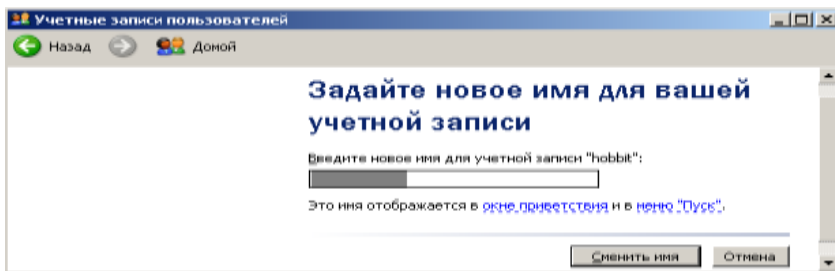 Учетные записи пользователей
Назад Домой
Задайте новое имя для вашей
учетной записи
Введите новое имя для учетной записи "hobbit":
Это имя отображается в окне приветствия и в меню "Пуск".
Сменить имя Отмена